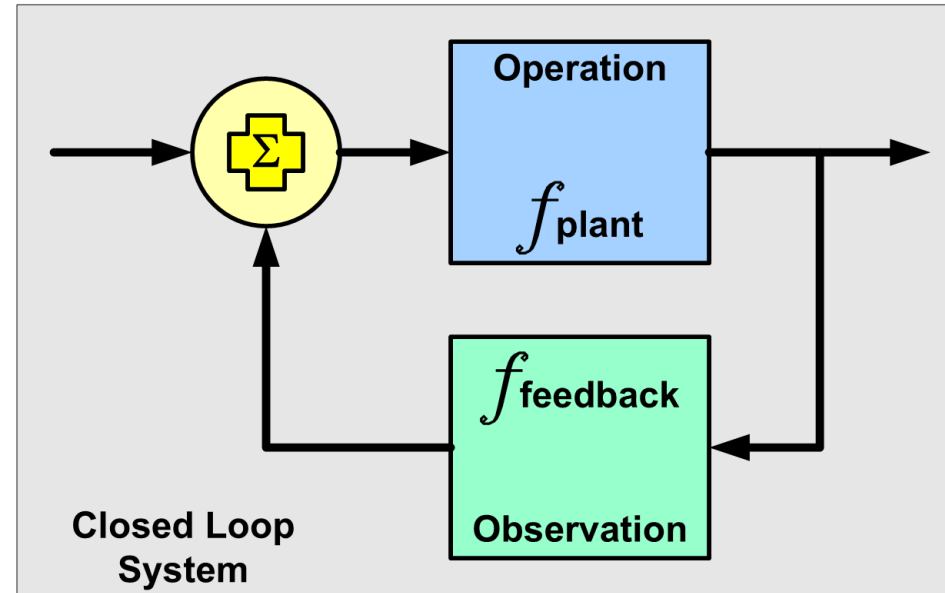 Operation
Σ
f plant
f feedback
Observation
Closed Loop
System